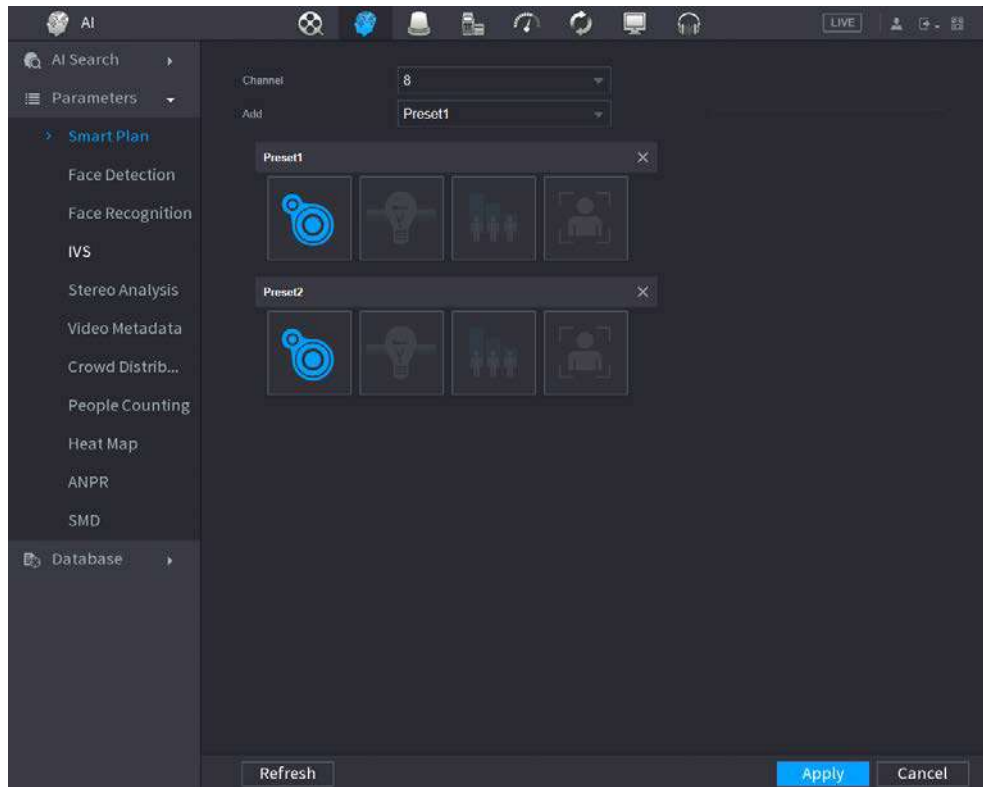 AI
LIVE
AI Search
Parameters
Smart Plan
Face Detection
Face Recognition
IVS
Stereo Analysis
Video Metadata
Crowd Distrib...
People Counting
Heat Map
ANPR
SMD
Database
Channel 8
Add Preset1
Preset1
Preset2
Refresh Apply Cancel